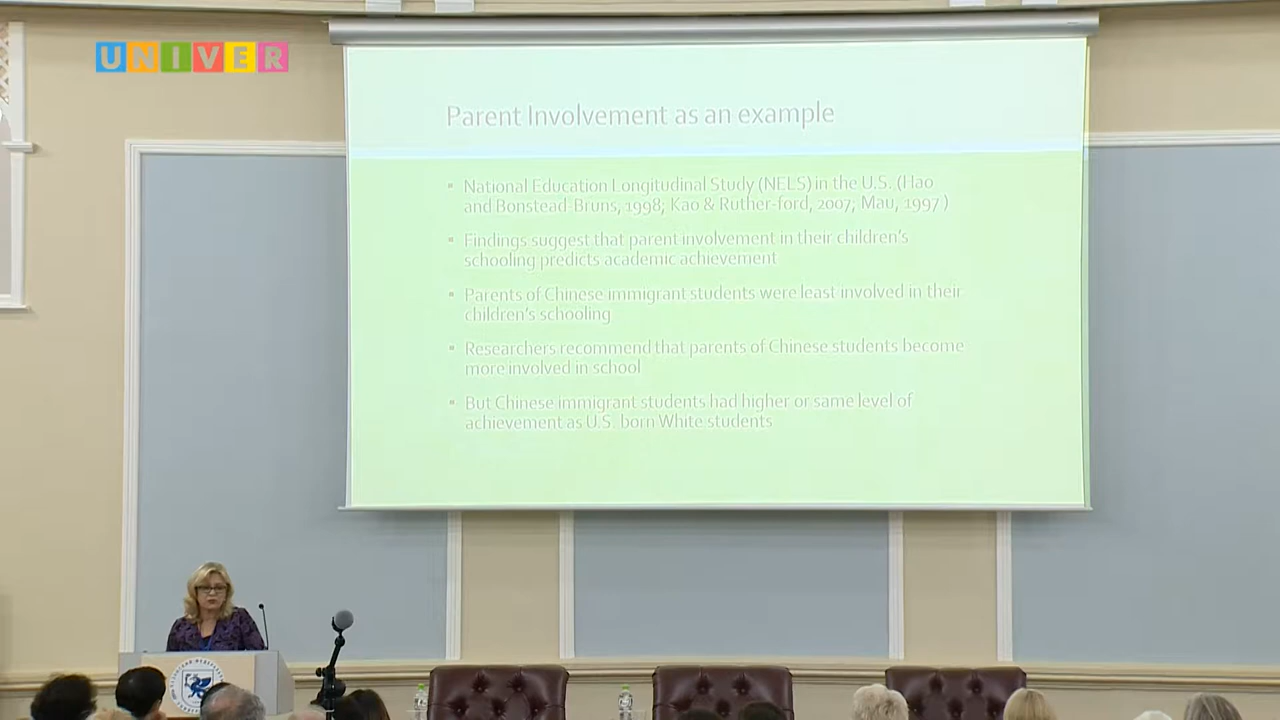 UNIVER
Parent Involvement as an example
National Education Longitudinal Study (NELS) in the U.S. (Hao
and Bonstead-Bruns, 1998; Kao & Ruther-ford, 2007; Mau, 1997 )
Findings suggest that parent involvement in their children's
schooling predicts academic achievement
Parents of Chinese immigrant students were least involved in their
children's schooling
Researchers recommend that parents of Chinese students become
more involved in school
But Chinese immigrant students had higher or same level of
achievement as U.S. born White students